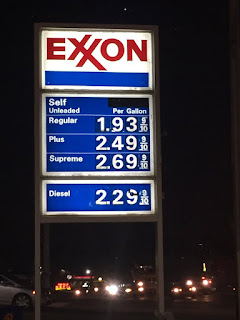 EXXON
Self
Unleaded Per Gallon
Regular 1.93 9/10
Plus 2.49 9/10
Supreme 2.69 9/10
Diesel 2.29 9/10